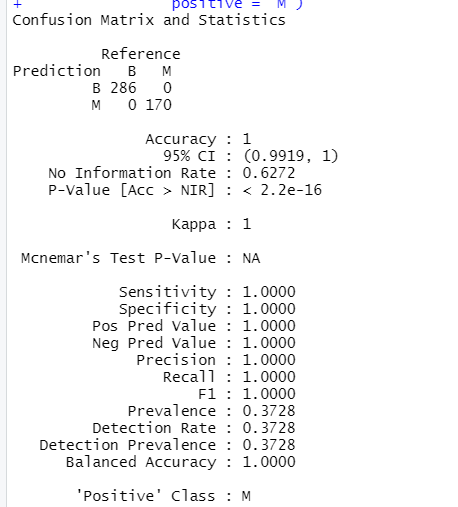 + positive = "M")
Confusion Matrix and Statistics
Reference
Prediction B M
B 286 0
M 0 170
Accuracy : 1
95% CI : (0.9919, 1)
No Information Rate : 0.6272
P-Value [Acc > NIR] : < 2.2e-16
Kappa : 1
Mcnemar's Test P-Value : NA
Sensitivity : 1.0000
Specificity : 1.0000
Pos Pred Value : 1.0000
Neg Pred Value : 1.0000
Precision : 1.0000
Recall : 1.0000
F1 : 1.0000
Prevalence : 0.3728
Detection Rate : 0.3728
Detection Prevalence : 0.3728
Balanced Accuracy : 1.0000
'Positive' Class : M